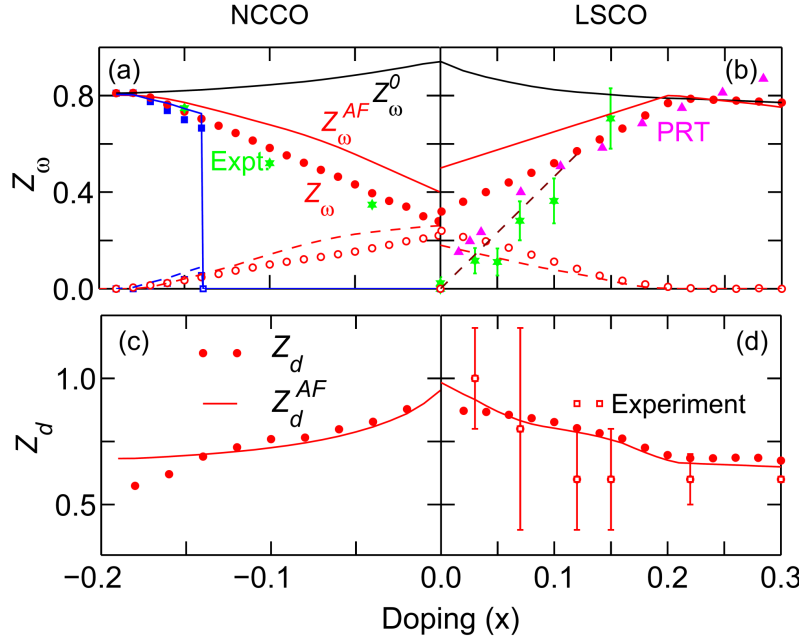 NCCO LSCO
(a) (b)
0.8
0.4
0.0
Z_ω
Z_ω^0
Z_ω^{AF}
PRT
Expt.
Z_ω
(c) (d)
1.0
0.5
Z_d
Z_d
Z_d^{AF}
Experiment
−0.2 −0.1 0.0 0.1 0.2 0.3
Doping (x)